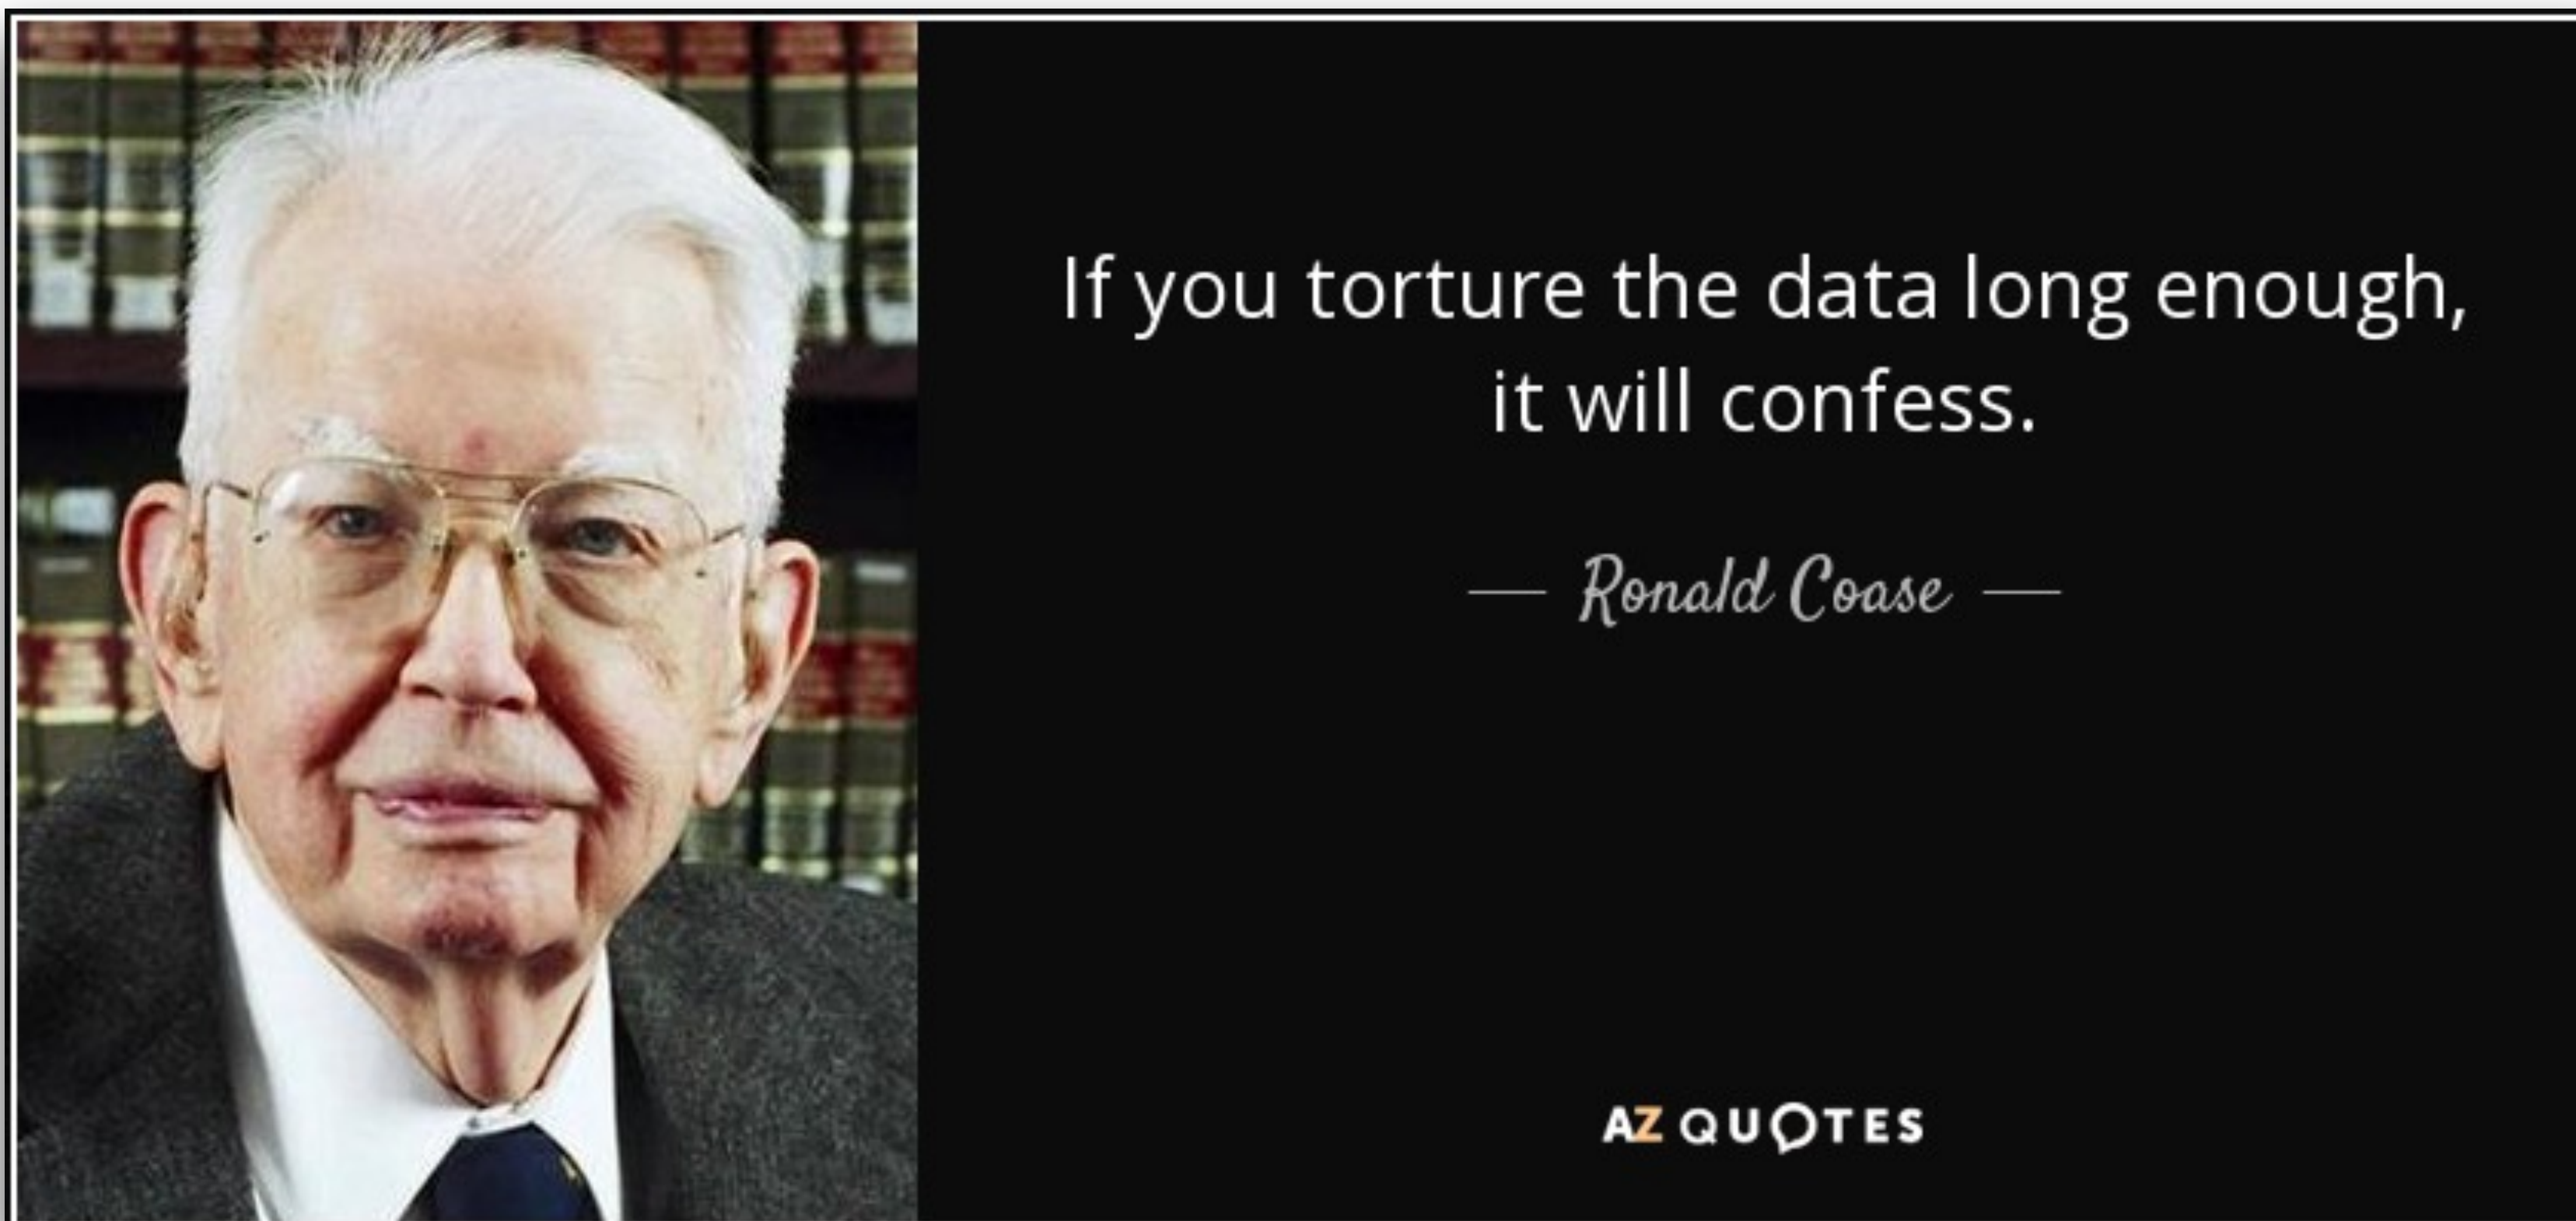 If you torture the data long enough,
it will confess.
— Ronald Coase —
AZ QUOTES